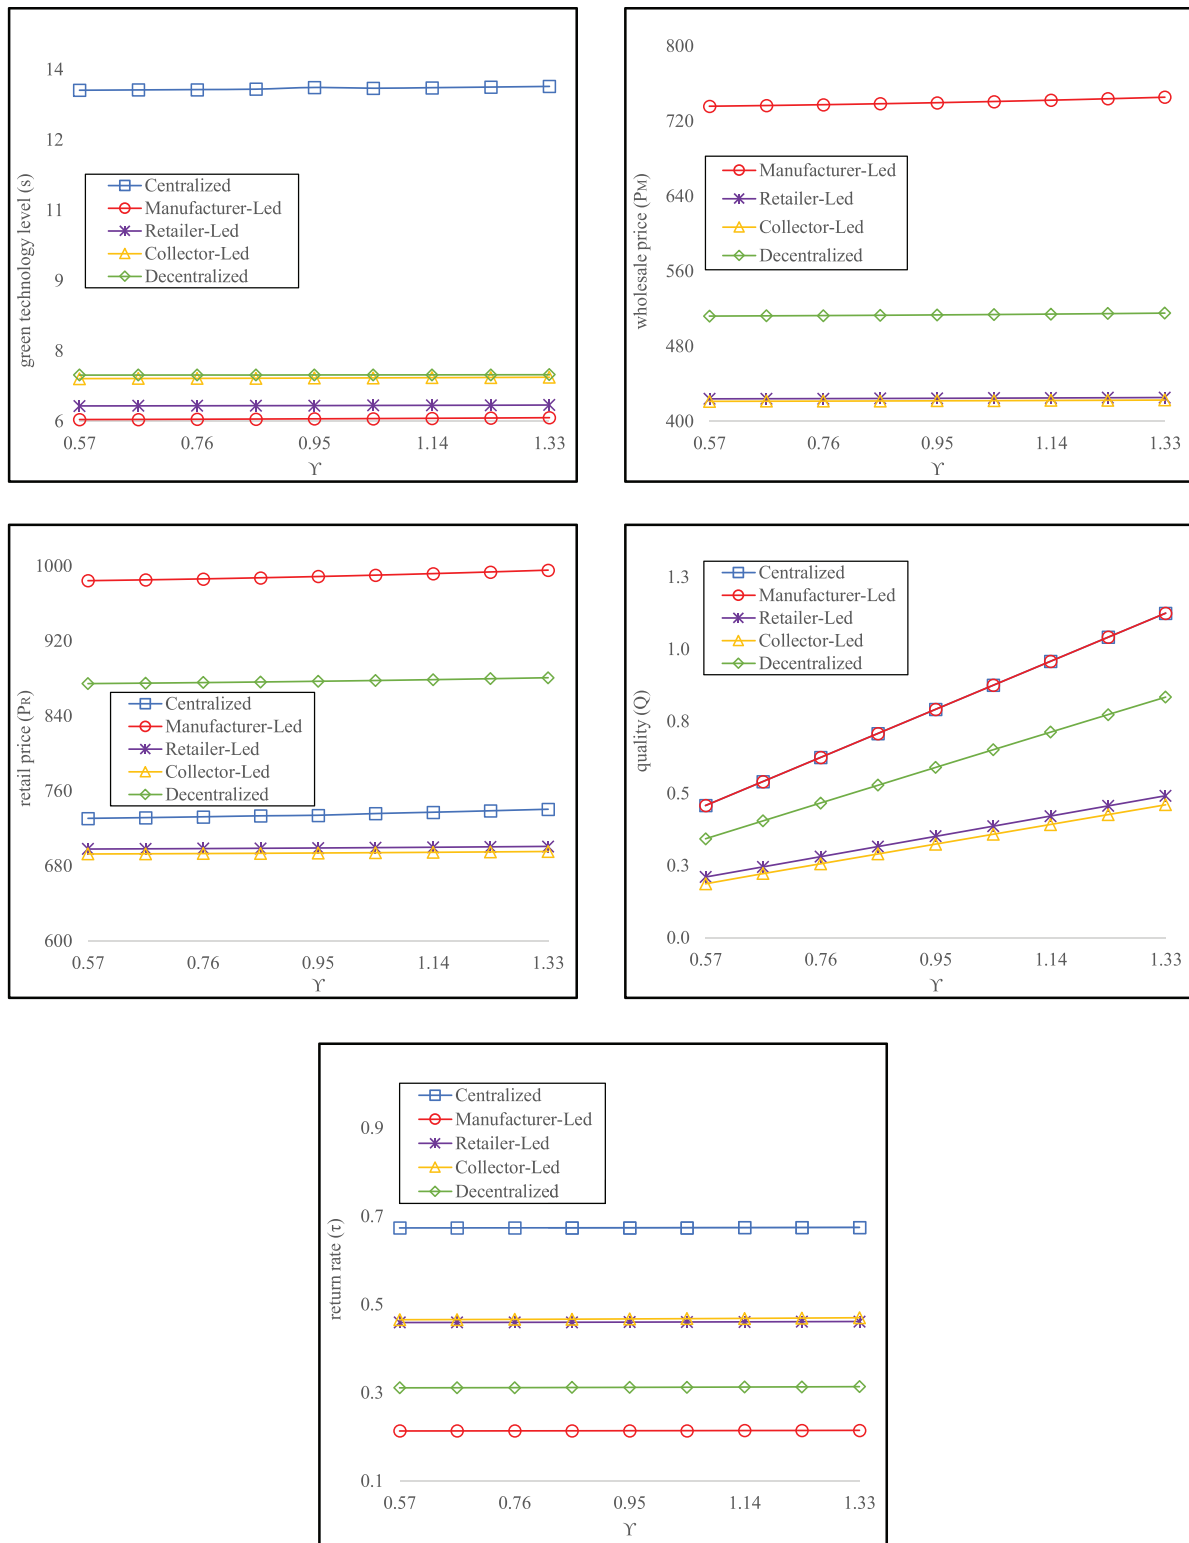 14
12
11
9
8
6
green technology level (s)
Centralized
Manufacturer-Led
Retailer-Led
Collector-Led
Decentralized
0.57 0.76 0.95 1.14 1.33
ϒ
800
720
640
560
480
400
wholesale price (PM)
Manufacturer-Led
Retailer-Led
Collector-Led
Decentralized
0.57 0.76 0.95 1.14 1.33
ϒ
1000
920
840
760
680
600
retail price (PR)
Centralized
Manufacturer-Led
Retailer-Led
Collector-Led
Decentralized
0.57 0.76 0.95 1.14 1.33
ϒ
1.3
1.0
0.8
0.5
0.3
0.0
quality (Q)
Centralized
Manufacturer-Led
Retailer-Led
Collector-Led
Decentralized
0.57 0.76 0.95 1.14 1.33
ϒ
0.9
0.7
0.5
0.3
0.1
return rate (τ)
Centralized
Manufacturer-Led
Retailer-Led
Collector-Led
Decentralized
0.57 0.76 0.95 1.14 1.33
ϒ